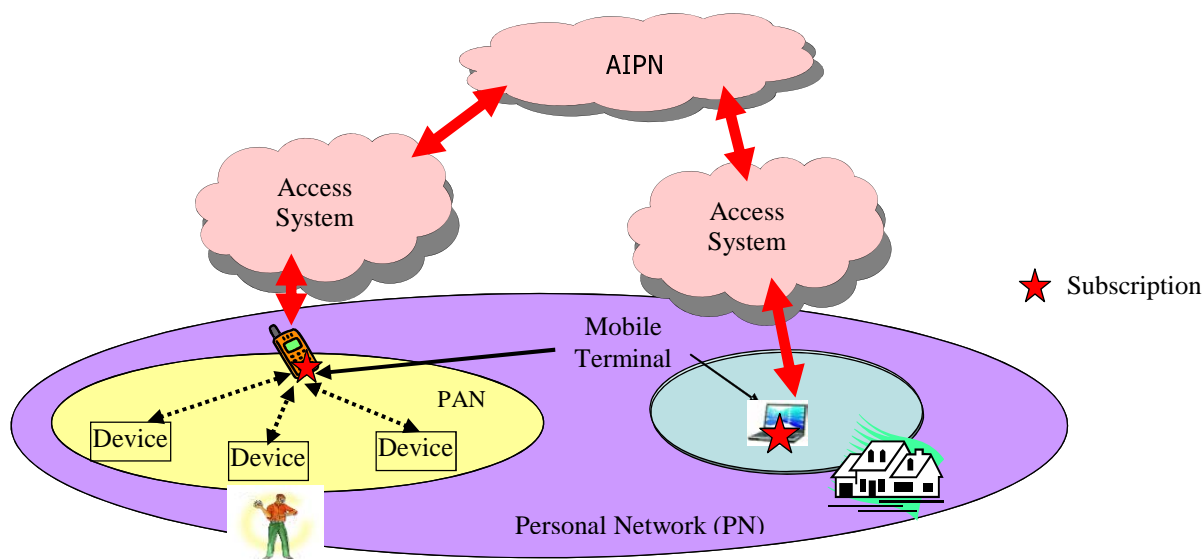 AIPN
Access
System
Access
System
Subscription
Mobile
Terminal
PAN
Device
Device
Device
Personal Network (PN)